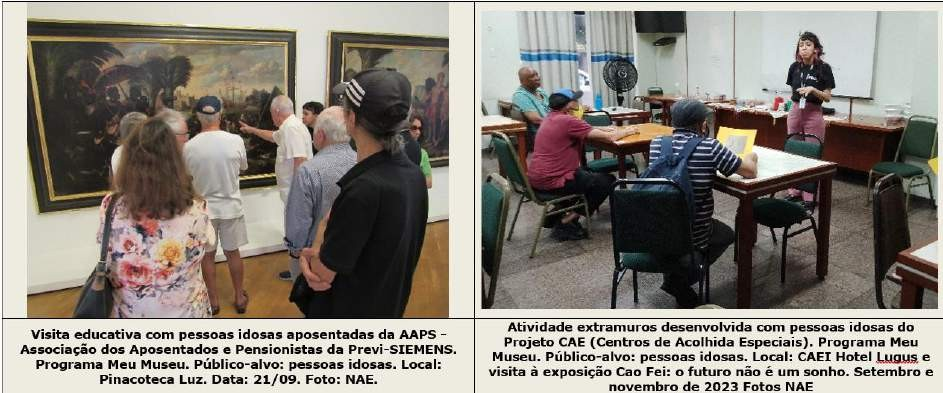 Visita educativa com pessoas idosas aposentadas da AAPS -
Associação dos Aposentados e Pensionistas da Previ-SIEMENS.
Programa Meu Museu. Público-alvo: pessoas idosas. Local:
Pinacoteca Luz. Data: 21/09. Foto: NAE.
Atividade extramuros desenvolvida com pessoas idosas do
Projeto CAE (Centros de Acolhida Especiais). Programa Meu
Museu. Público-alvo: pessoas idosas. Local: CAEI Hotel Lugus e
visita à exposição Cao Fei: o futuro não é um sonho. Setembro e
novembro de 2023 Fotos NAE